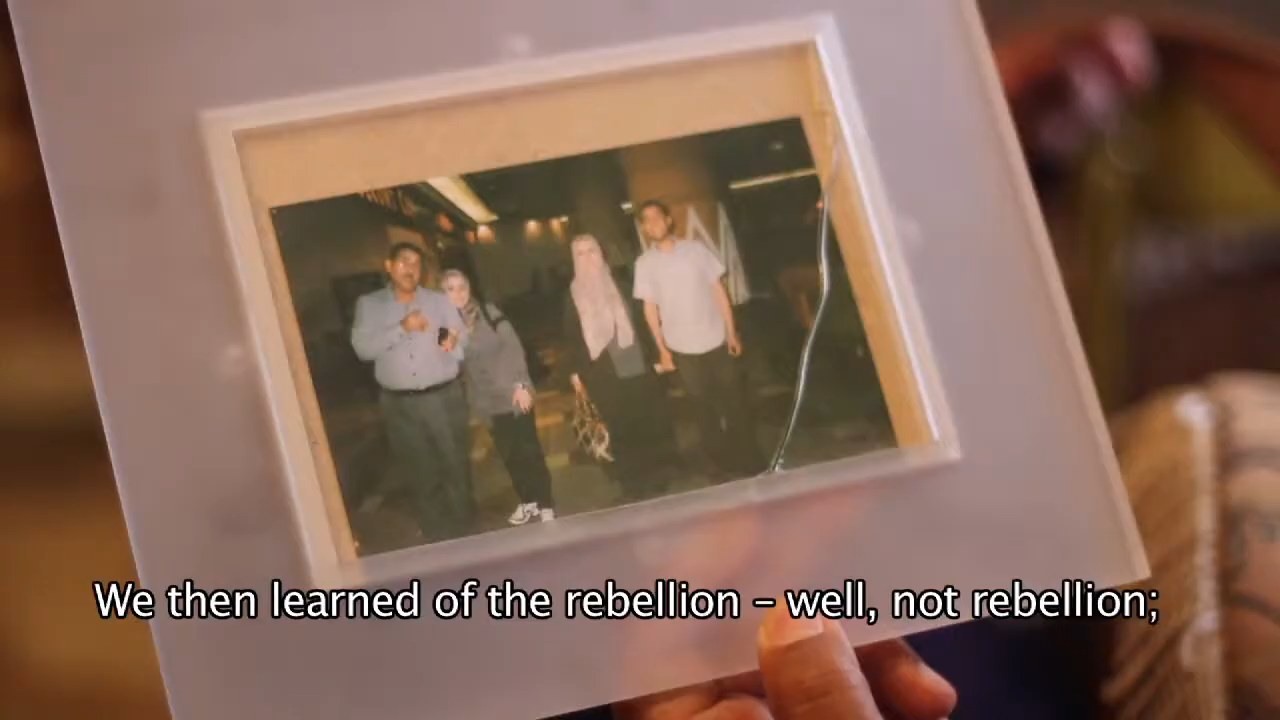 We then learned of the rebellion – well, not rebellion;